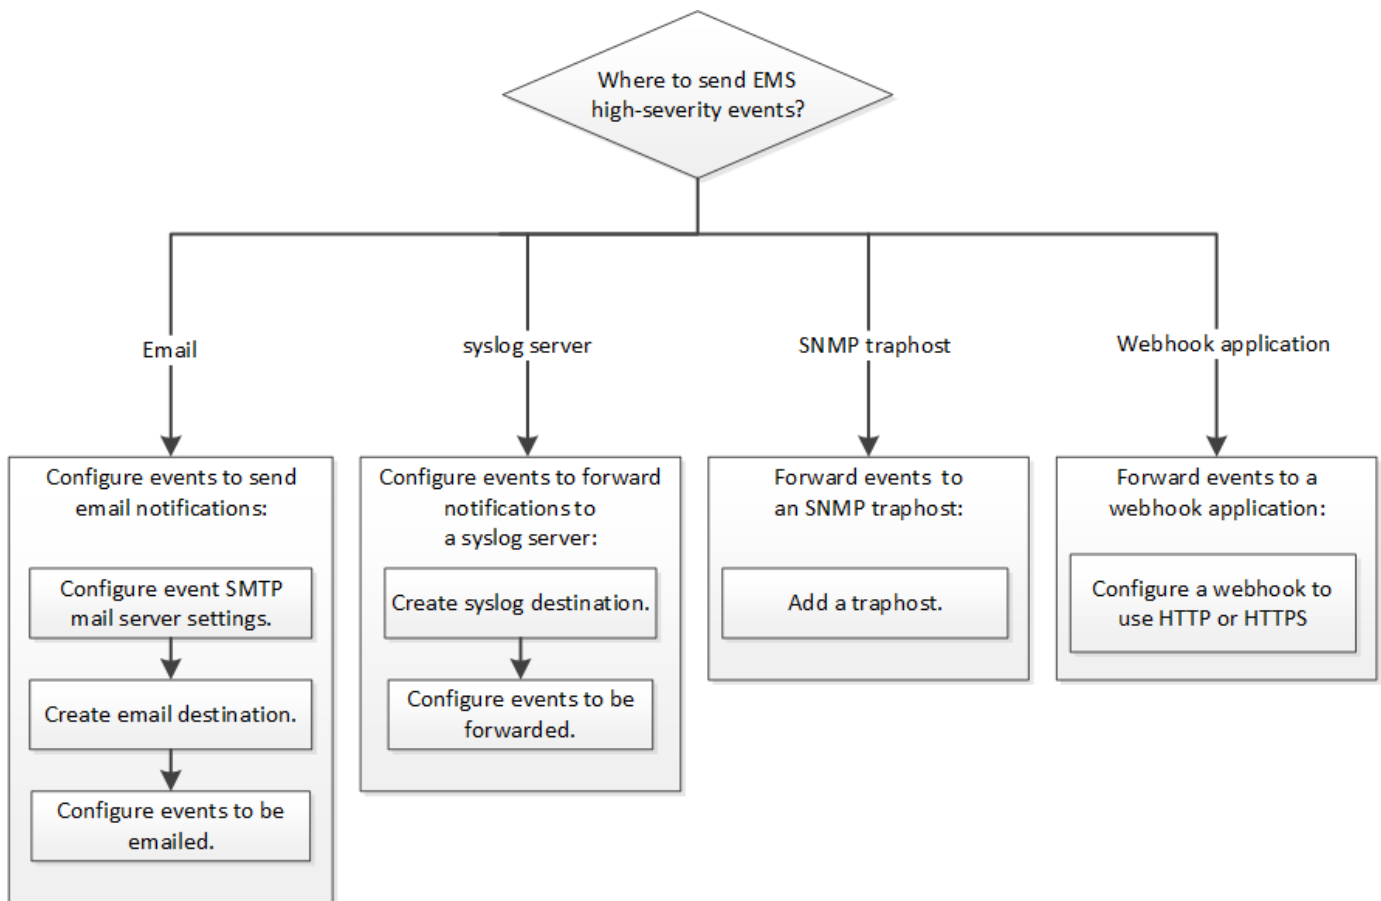 Where to send EMS
high-severity events?
Email
syslog server
SNMP traphost
Webhook application
Configure events to send
email notifications:
Configure event SMTP
mail server settings.
Create email destination.
Configure events to be
emailed.
Configure events to forward
notifications to
a syslog server:
Create syslog destination.
Configure events to be
forwarded.
Forward events to
an SNMP traphost:
Add a traphost.
Forward events to a
webhook application:
Configure a webhook to
use HTTP or HTTPS